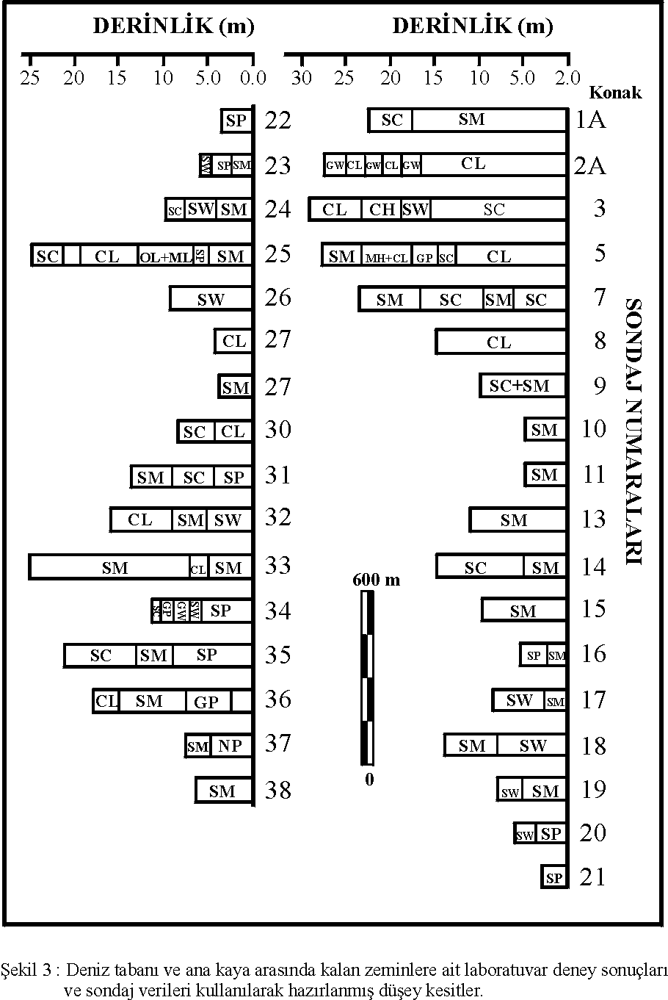 DERİNLİK (m)
DERİNLİK (m)
25 20 15 10 5.0 0.0
30 25 20 15 10 5.0 2.0
Konak
SP 22
SC SM 1A
SW SP SM 23
GW CL GW CL GW CL 2A
SC SW SM 24
CL CH SW SC 3
SC CL OL+ML SP SM 25
SM MH+CL GP SC CL 5
SW 26
SM SC SM SC 7
CL 27
CL 8
SM 27
SC+SM 9
SC CL 30
SM 10
SM SC SP 31
SM 11
CL SM SW 32
SM 13
SM CL SM 33
SC SM 14
SONDAJ NUMARALARI
600 m
SC GP GW SW SP 34
SM 15
SC SM SP 35
SP SM 16
CL SM GP 36
SW SM 17
SM NP 37
SM SW 18
0
SM 38
SW SM 19
SW SP 20
SP 21
Şekil 3 : Deniz tabanı ve ana kaya arasında kalan zeminlere ait laboratuvar deney sonuçları
ve sondaj verileri kullanılarak hazırlanmış düşey kesitler.